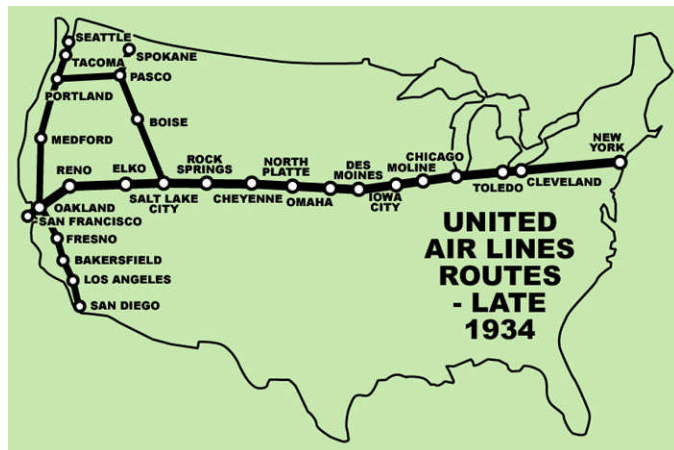 SEATTLE
SPOKANE
TACOMA
PASCO
PORTLAND
BOISE
MEDFORD
RENO
ELKO
ROCK
SPRINGS
NORTH
PLATTE
DES
MOINES
CHICAGO
MOLINE
NEW
YORK
SALT LAKE
CITY
CHEYENNE
OMAHA
IOWA
CITY
TOLEDO
CLEVELAND
OAKLAND
SAN FRANCISCO
FRESNO
BAKERSFIELD
LOS ANGELES
SAN DIEGO
UNITED
AIR LINES
ROUTES
- LATE
1934